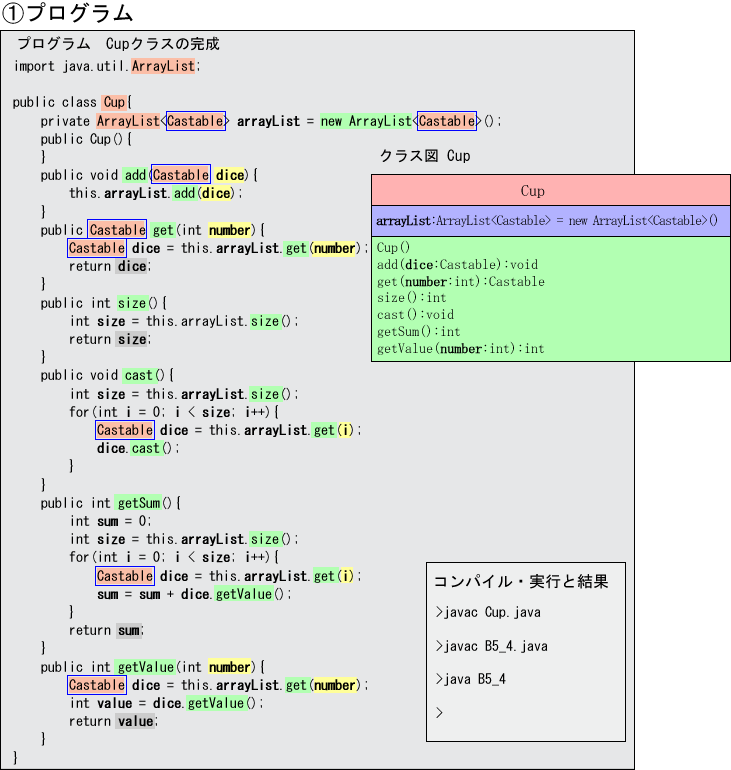 ①プログラム
プログラム　Cupクラスの完成
import java.util.ArrayList;
public class Cup{
    private ArrayList<Castable> arrayList = new ArrayList<Castable>();
    public Cup(){
    }
    public void add(Castable dice){
        this.arrayList.add(dice);
    }
    public Castable get(int number){
        Castable dice = this.arrayList.get(number);
        return dice;
    }
    public int size(){
        int size = this.arrayList.size();
        return size;
    }
    public void cast(){
        int size = this.arrayList.size();
        for(int i = 0; i < size; i++){
            Castable dice = this.arrayList.get(i);
            dice.cast();
        }
    }
    public int getSum(){
        int sum = 0;
        int size = this.arrayList.size();
        for(int i = 0; i < size; i++){
            Castable dice = this.arrayList.get(i);
            sum = sum + dice.getValue();
        }
        return sum;
    }
    public int getValue(int number){
        Castable dice = this.arrayList.get(number);
        int value = dice.getValue();
        return value;
    }
}
クラス図 Cup
Cup
arrayList:ArrayList<Castable> = new ArrayList<Castable>()
Cup()
add(dice:Castable):void
get(number:int):Castable
size():int
cast():void
getSum():int
getValue(number:int):int
コンパイル・実行と結果
>javac Cup.java
>javac B5_4.java
>java B5_4
>